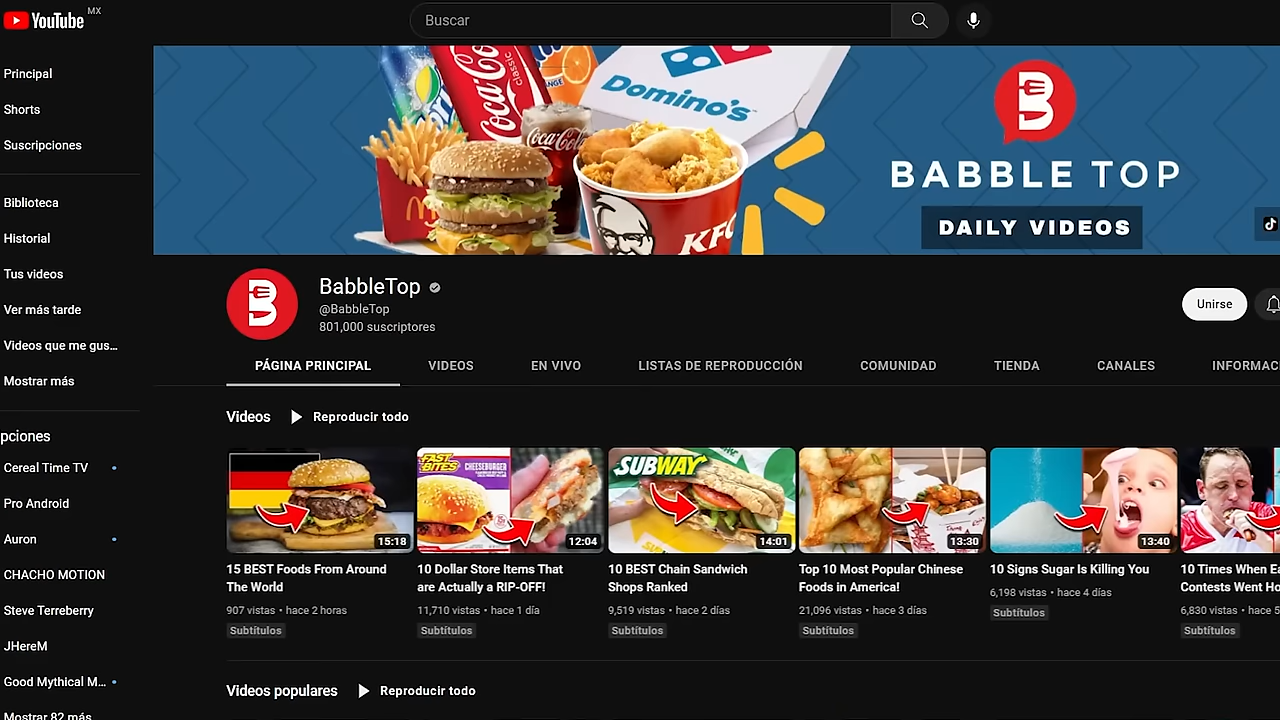 YouTube MX
Buscar
Principal
Shorts
Suscripciones
Biblioteca
Historial
Tus videos
Ver más tarde
Videos que me gus...
Mostrar más
pciones
Cereal Time TV
Pro Android
Auron
CHACHO MOTION
Steve Terreberry
JHereM
Good Mythical M...
Mostrar 82 más
Coca-Cola
classic
ORANGE
Domino's
Coca-Cola
KFC
B
BABBLE TOP
DAILY VIDEOS
BabbleTop
@BabbleTop
801,000 suscriptores
Unirse
PÁGINA PRINCIPAL
VIDEOS
EN VIVO
LISTAS DE REPRODUCCIÓN
COMUNIDAD
TIENDA
CANALES
INFORMAC
Videos
Reproducir todo
15:18
15 BEST Foods From Around
The World
907 vistas • hace 2 horas
Subtítulos
FAST BITES
CHEESEBURGER
12:04
10 Dollar Store Items That
are Actually a RIP-OFF!
11,710 vistas • hace 1 día
Subtítulos
SUBWAY
14:01
10 BEST Chain Sandwich
Shops Ranked
9,519 vistas • hace 2 días
Subtítulos
13:30
Top 10 Most Popular Chinese
Foods in America!
21,096 vistas • hace 3 días
Subtítulos
13:40
10 Signs Sugar Is Killing You
6,198 vistas • hace 4 días
Subtítulos
10 Times When Ea
Contests Went Ho
6,830 vistas • hace 5
Subtítulos
Videos populares
Reproducir todo